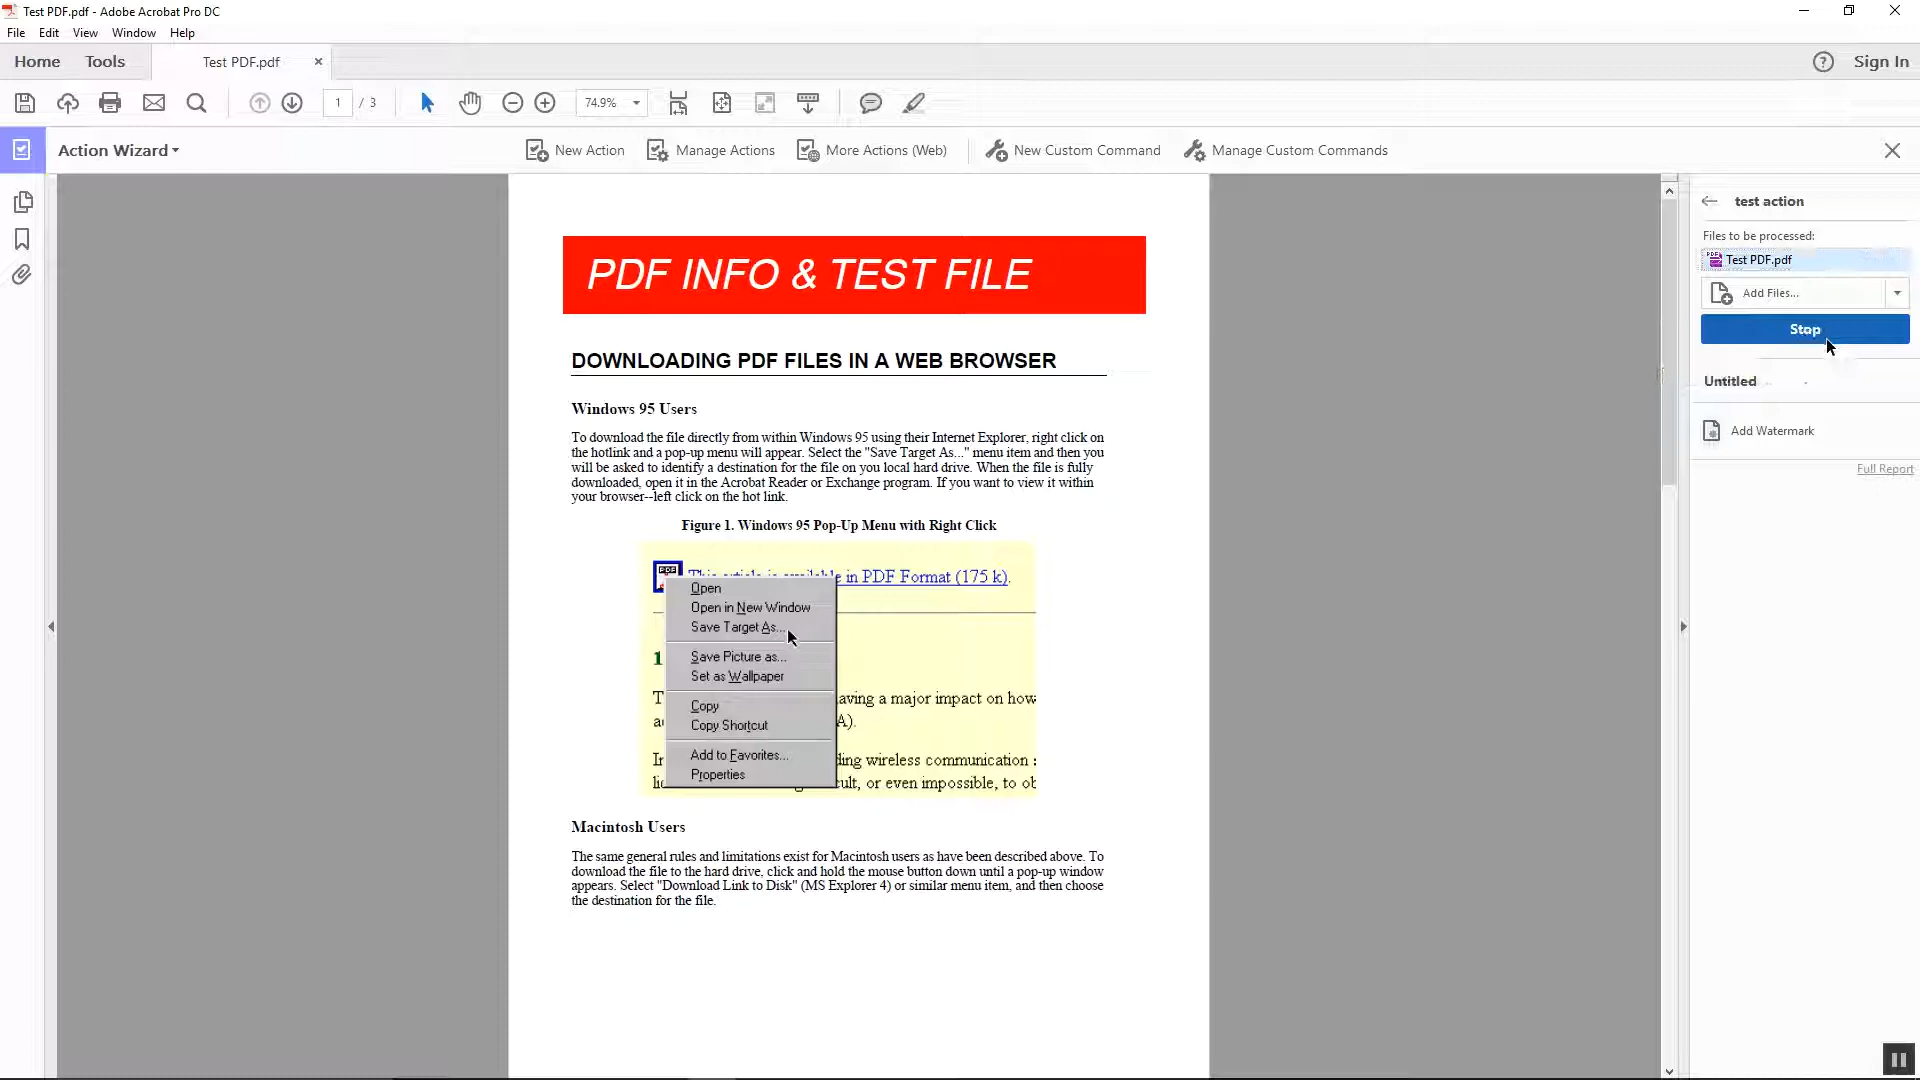 Test PDF.pdf - Adobe Acrobat Pro DC
File Edit View Window Help
Home Tools Test PDF.pdf × ? Sign In
1 / 3 74.9%
Action Wizard New Action Manage Actions More Actions (Web) New Custom Command Manage Custom Commands
test action
Files to be processed:
Test PDF.pdf
Add Files...
Stop
Untitled
Add Watermark
Full Report
PDF INFO & TEST FILE
DOWNLOADING PDF FILES IN A WEB BROWSER
Windows 95 Users
To download the file directly from within Windows 95 using their Internet Explorer, right click on
the hotlink and a pop-up menu will appear. Select the "Save Target As..." menu item and then you
will be asked to identify a destination for the file on you local hard drive. When the file is fully
downloaded, open it in the Acrobat Reader or Exchange program. If you want to view it within
your browser--left click on the hot link.
Figure 1. Windows 95 Pop-Up Menu with Right Click
PDF in PDF Format (175 k).
Open
Open in New Window
Save Target As...
Save Picture as...
1
Set as Wallpaper
aving a major impact on how
Copy
A).
Copy Shortcut
Add to Favorites...
ding wireless communication
Properties
cult, or even impossible, to ob
Macintosh Users
The same general rules and limitations exist for Macintosh users as have been described above. To
download the file to the hard drive, click and hold the mouse button down until a pop-up window
appears. Select "Download Link to Disk" (MS Explorer 4) or similar menu item, and then choose
the destination for the file.